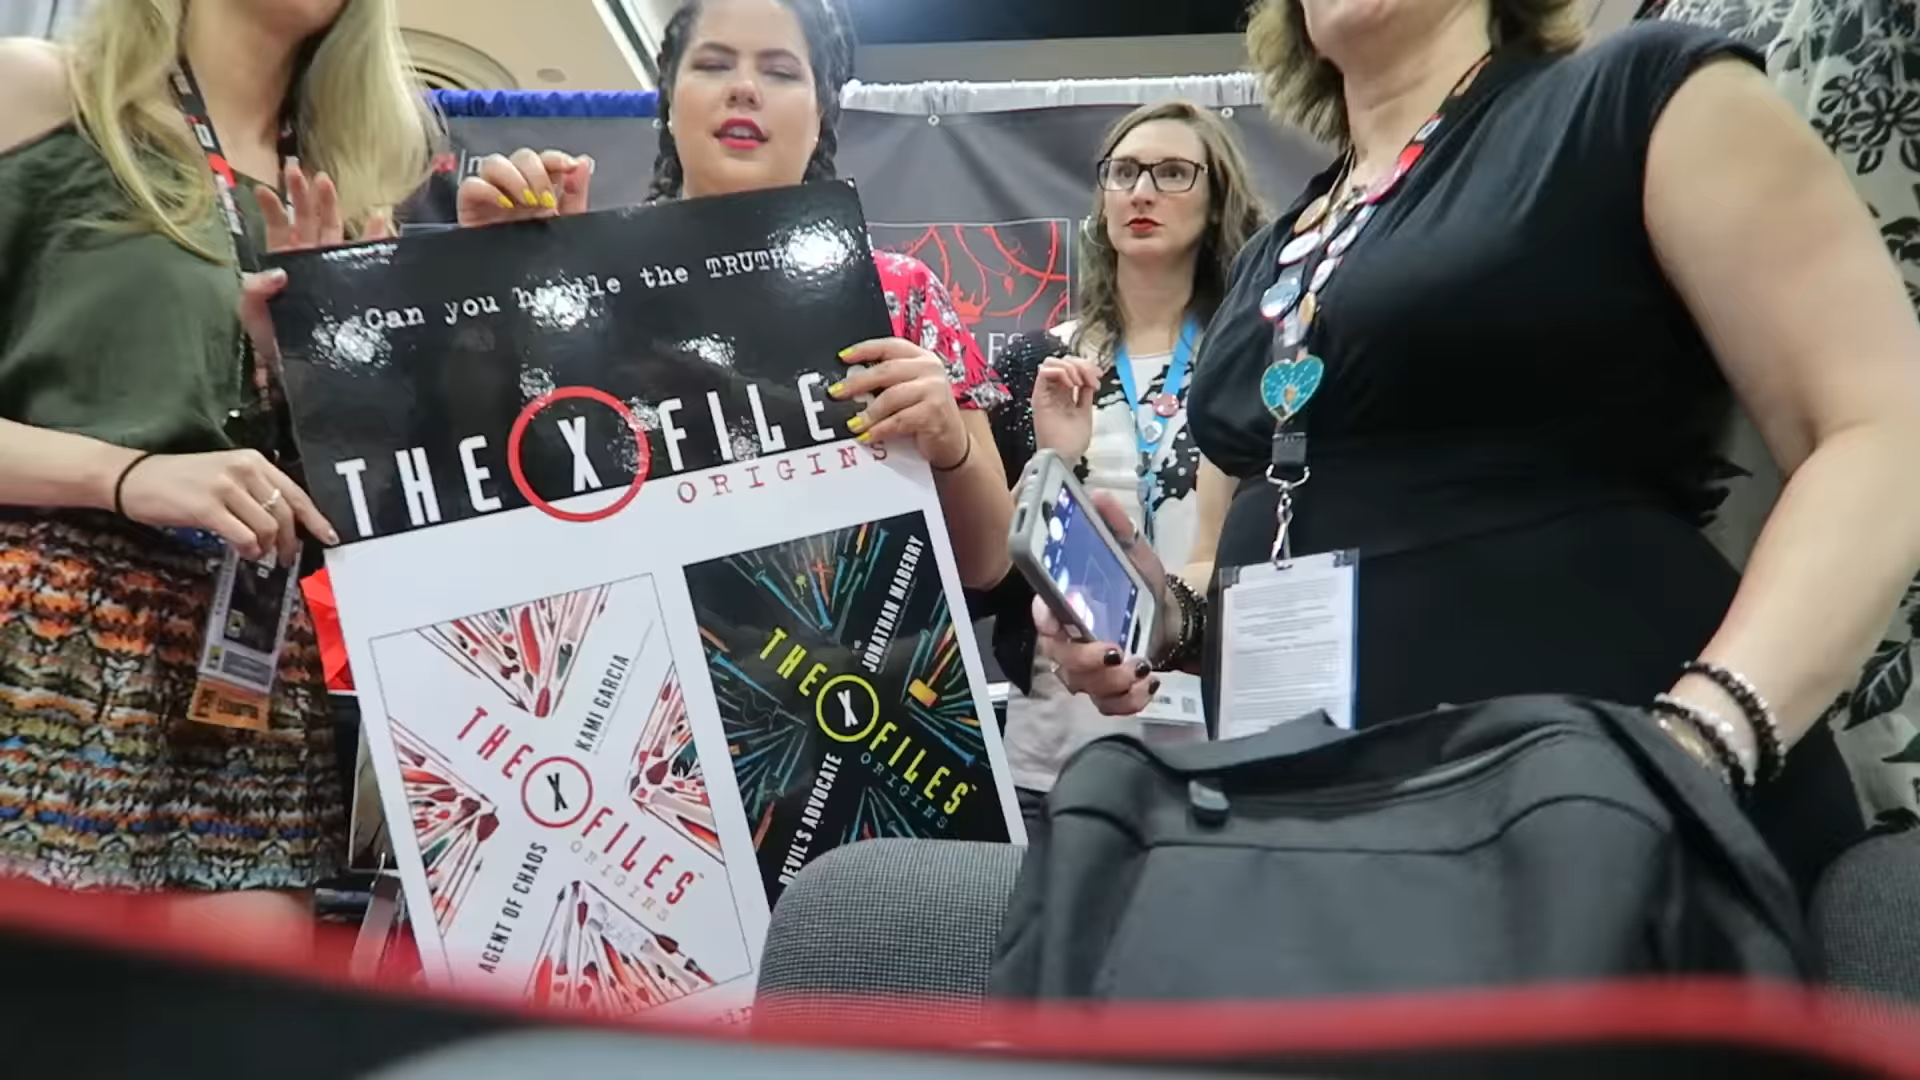 Can you handle the TRUTH
THE X FILES
ORIGINS
THE X FILES
ORIGINS
KAMI GARCIA
AGENT OF CHAOS
THE X FILES
ORIGINS
JONATHAN MABERRY
DEVIL'S ADVOCATE